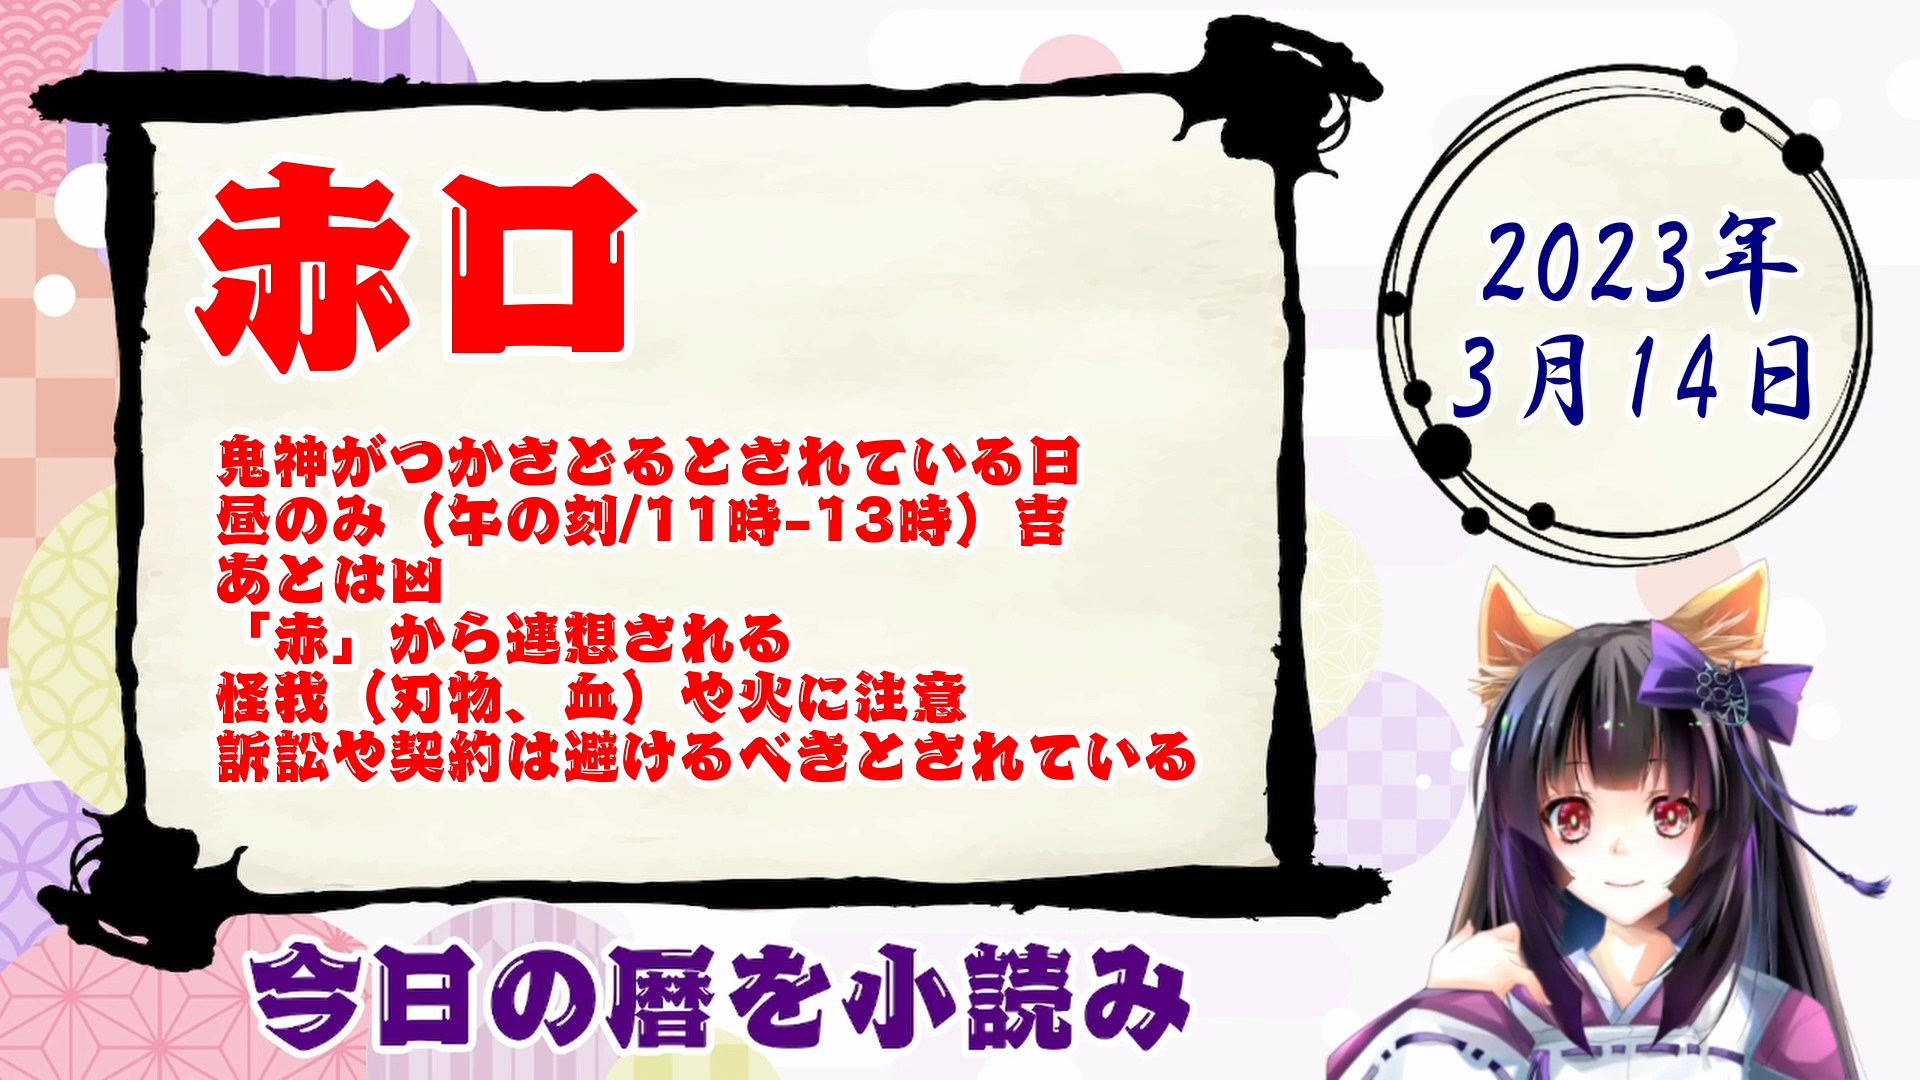 赤口
鬼神がつかさどるとされている日
昼のみ（午の刻/11時-13時）吉
あとは凶
「赤」から連想される
怪我（刃物、血）や火に注意
訴訟や契約は避けるべきとされている
2023年
3月14日
今日の暦を小読み